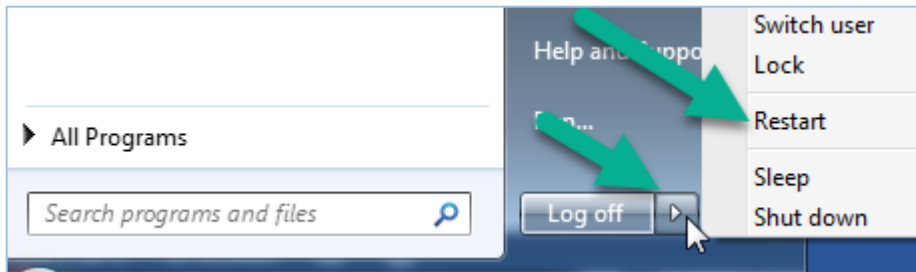 All Programs
Search programs and files
Help and Suppo
Log off
Switch user
Lock
Restart
Sleep
Shut down